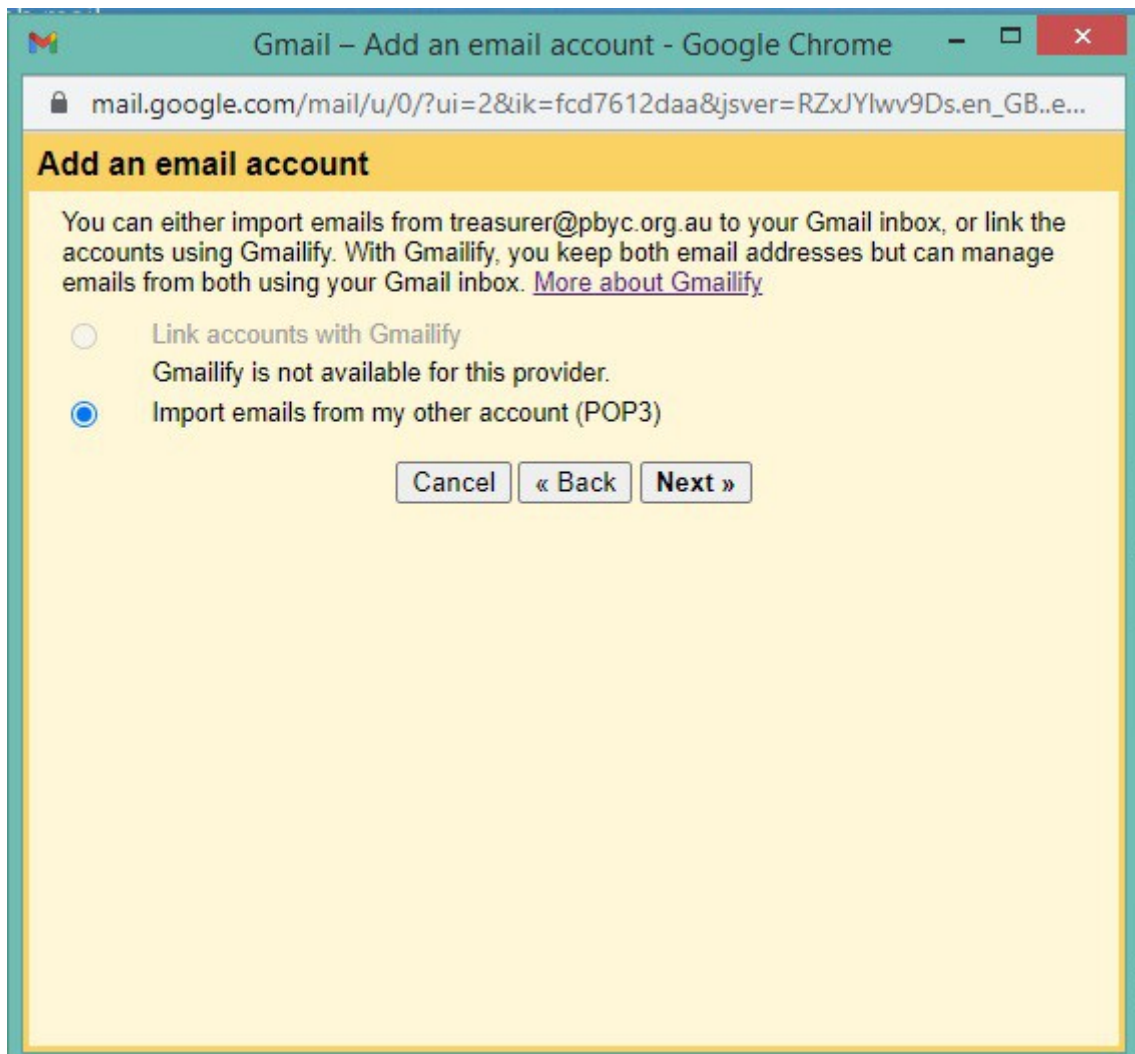 Gmail – Add an email account - Google Chrome
mail.google.com/mail/u/0/?ui=2&ik=fcd7612daa&jsver=RZxJYlwv9Ds.en_GB..e...
Add an email account
You can either import emails from treasurer@pbyc.org.au to your Gmail inbox, or link the
accounts using Gmailify. With Gmailify, you keep both email addresses but can manage
emails from both using your Gmail inbox. More about Gmailify
Link accounts with Gmailify
Gmailify is not available for this provider.
Import emails from my other account (POP3)
Cancel « Back Next »